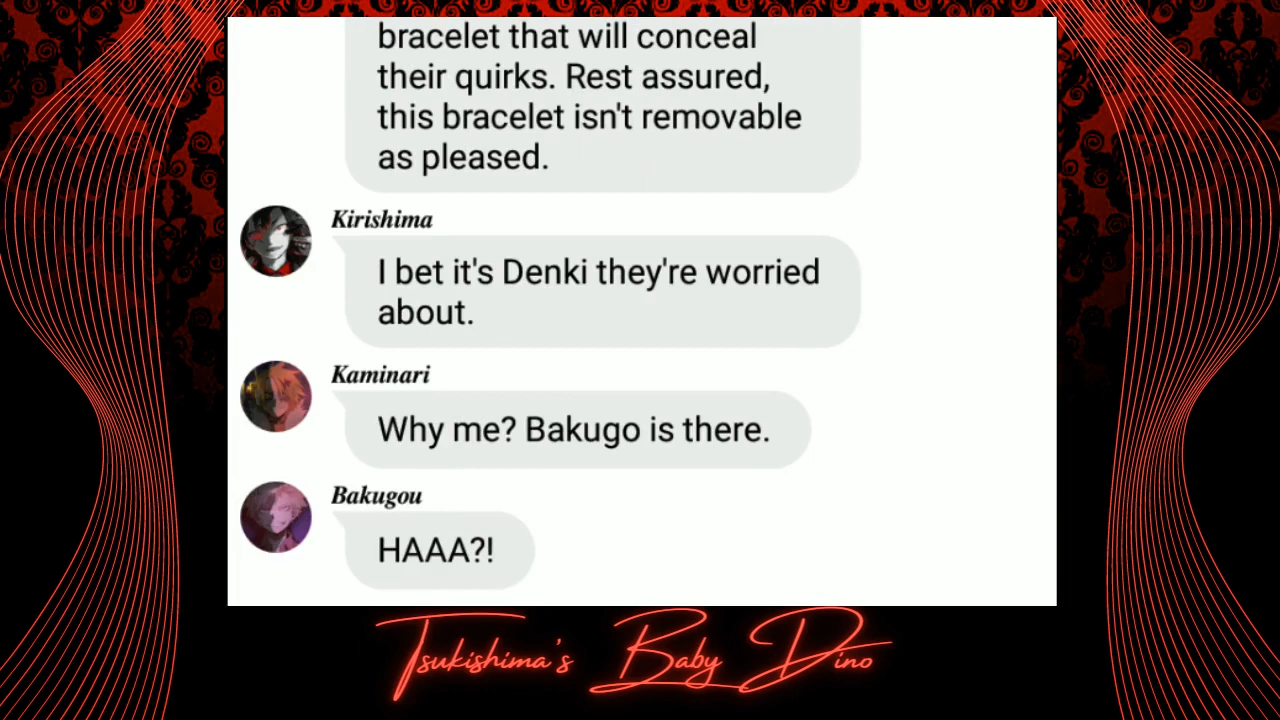 bracelet that will conceal
their quirks. Rest assured,
this bracelet isn't removable
as pleased.
Kirishima
I bet it's Denki they're worried
about.
Kaminari
Why me? Bakugo is there.
Bakugou
HAAA?!
Tsukishima's Baby Dino